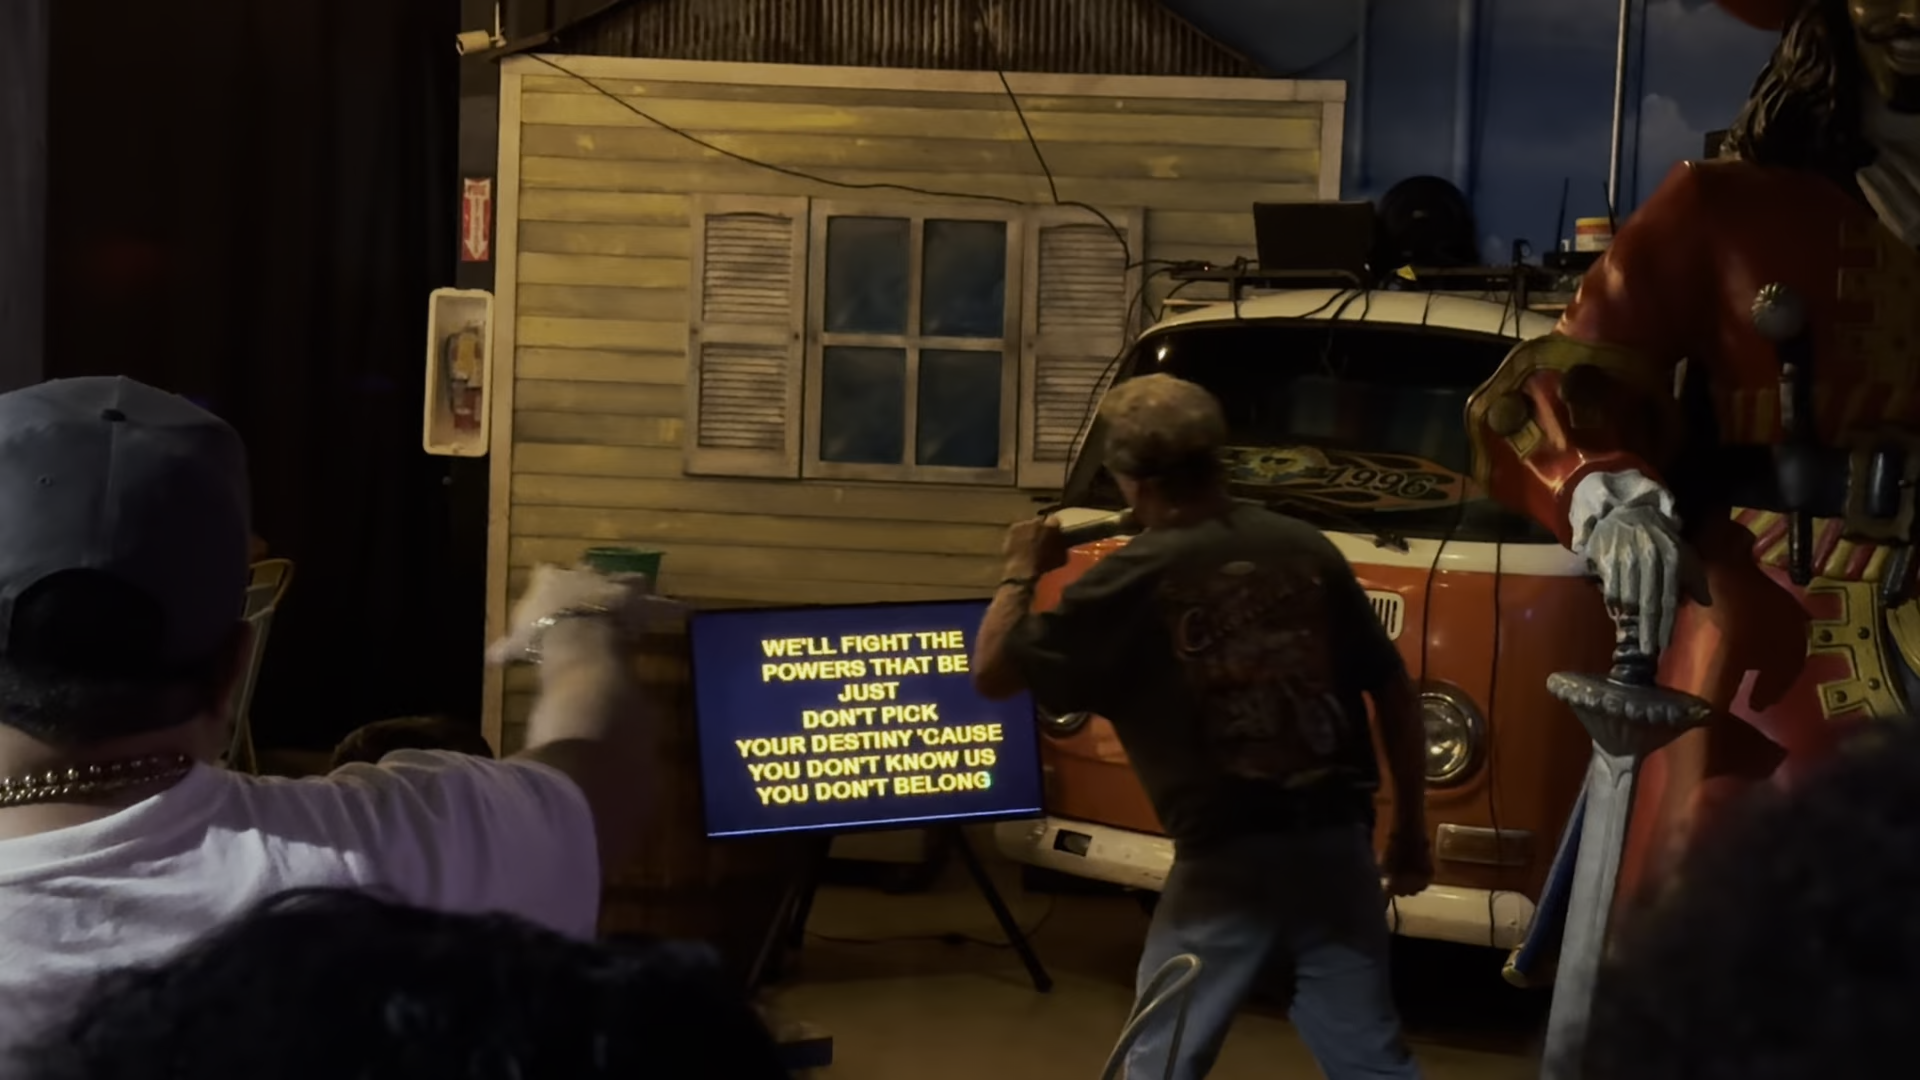 1996
WE'LL FIGHT THE
POWERS THAT BE
JUST
DON'T PICK
YOUR DESTINY 'CAUSE
YOU DON'T KNOW US
YOU DON'T BELONG